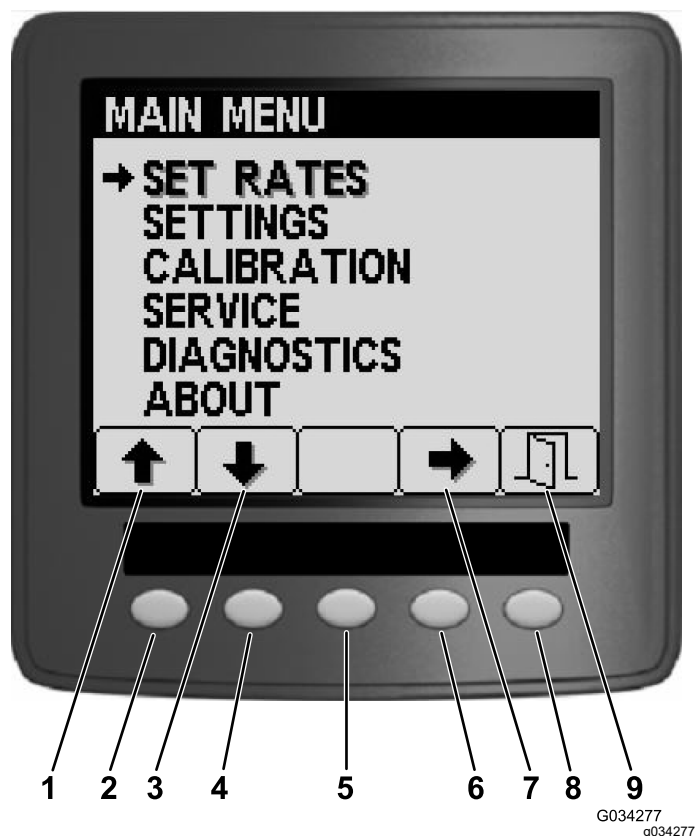 MAIN MENU
SET RATES
SETTINGS
CALIBRATION
SERVICE
DIAGNOSTICS
ABOUT
1 2 3 4 5 6 7 8 9
G034277
g034277